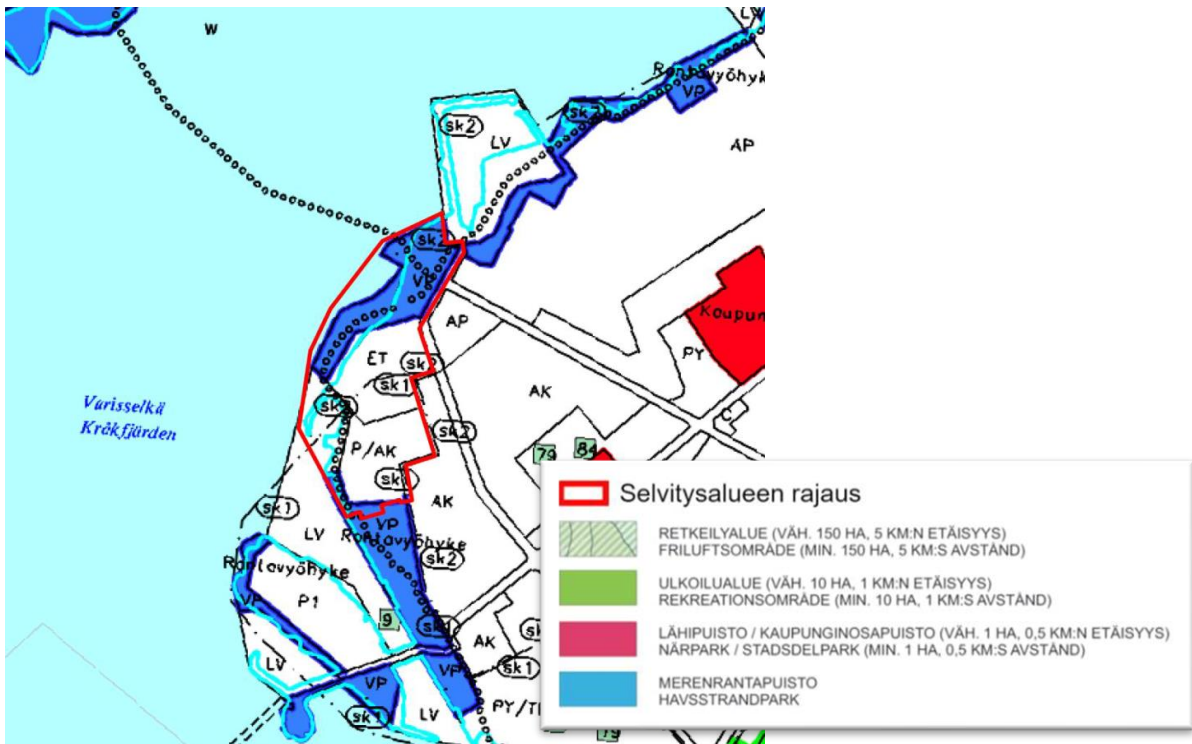 W
LV
Rantavyöhyke
VP
sk2
sk2
LV
AP
sk2
VP
Kaupun
AP
PY
ET
sk2
sk1
AK
Varisselkä
Kråkfjärden
sk2
P/AK
79
84
sk1
AK
sk1
LV
VP
Rantavyöhyke
sk2
Rantavyöhyke
VP
P1
9
AK
sk1
LV
VP
VP
sk1
LV
PY/T
Selvitysalueen rajaus
RETKEILYALUE (VÄH. 150 HA, 5 KM:N ETÄISYYS)
FRILUFTSOMRÅDE (MIN. 150 HA, 5 KM:S AVSTÅND)
ULKOILUALUE (VÄH. 10 HA, 1 KM:N ETÄISYYS)
REKREATIONSOMRÅDE (MIN. 10 HA, 1 KM:S AVSTÅND)
LÄHIPUISTO / KAUPUNGINOSAPUISTO (VÄH. 1 HA, 0,5 KM:N ETÄISYYS)
NÄRPARK / STADSDELPARK (MIN. 1 HA, 0,5 KM:S AVSTÅND)
MERENRANTAPUISTO
HAVSSTRANDPARK